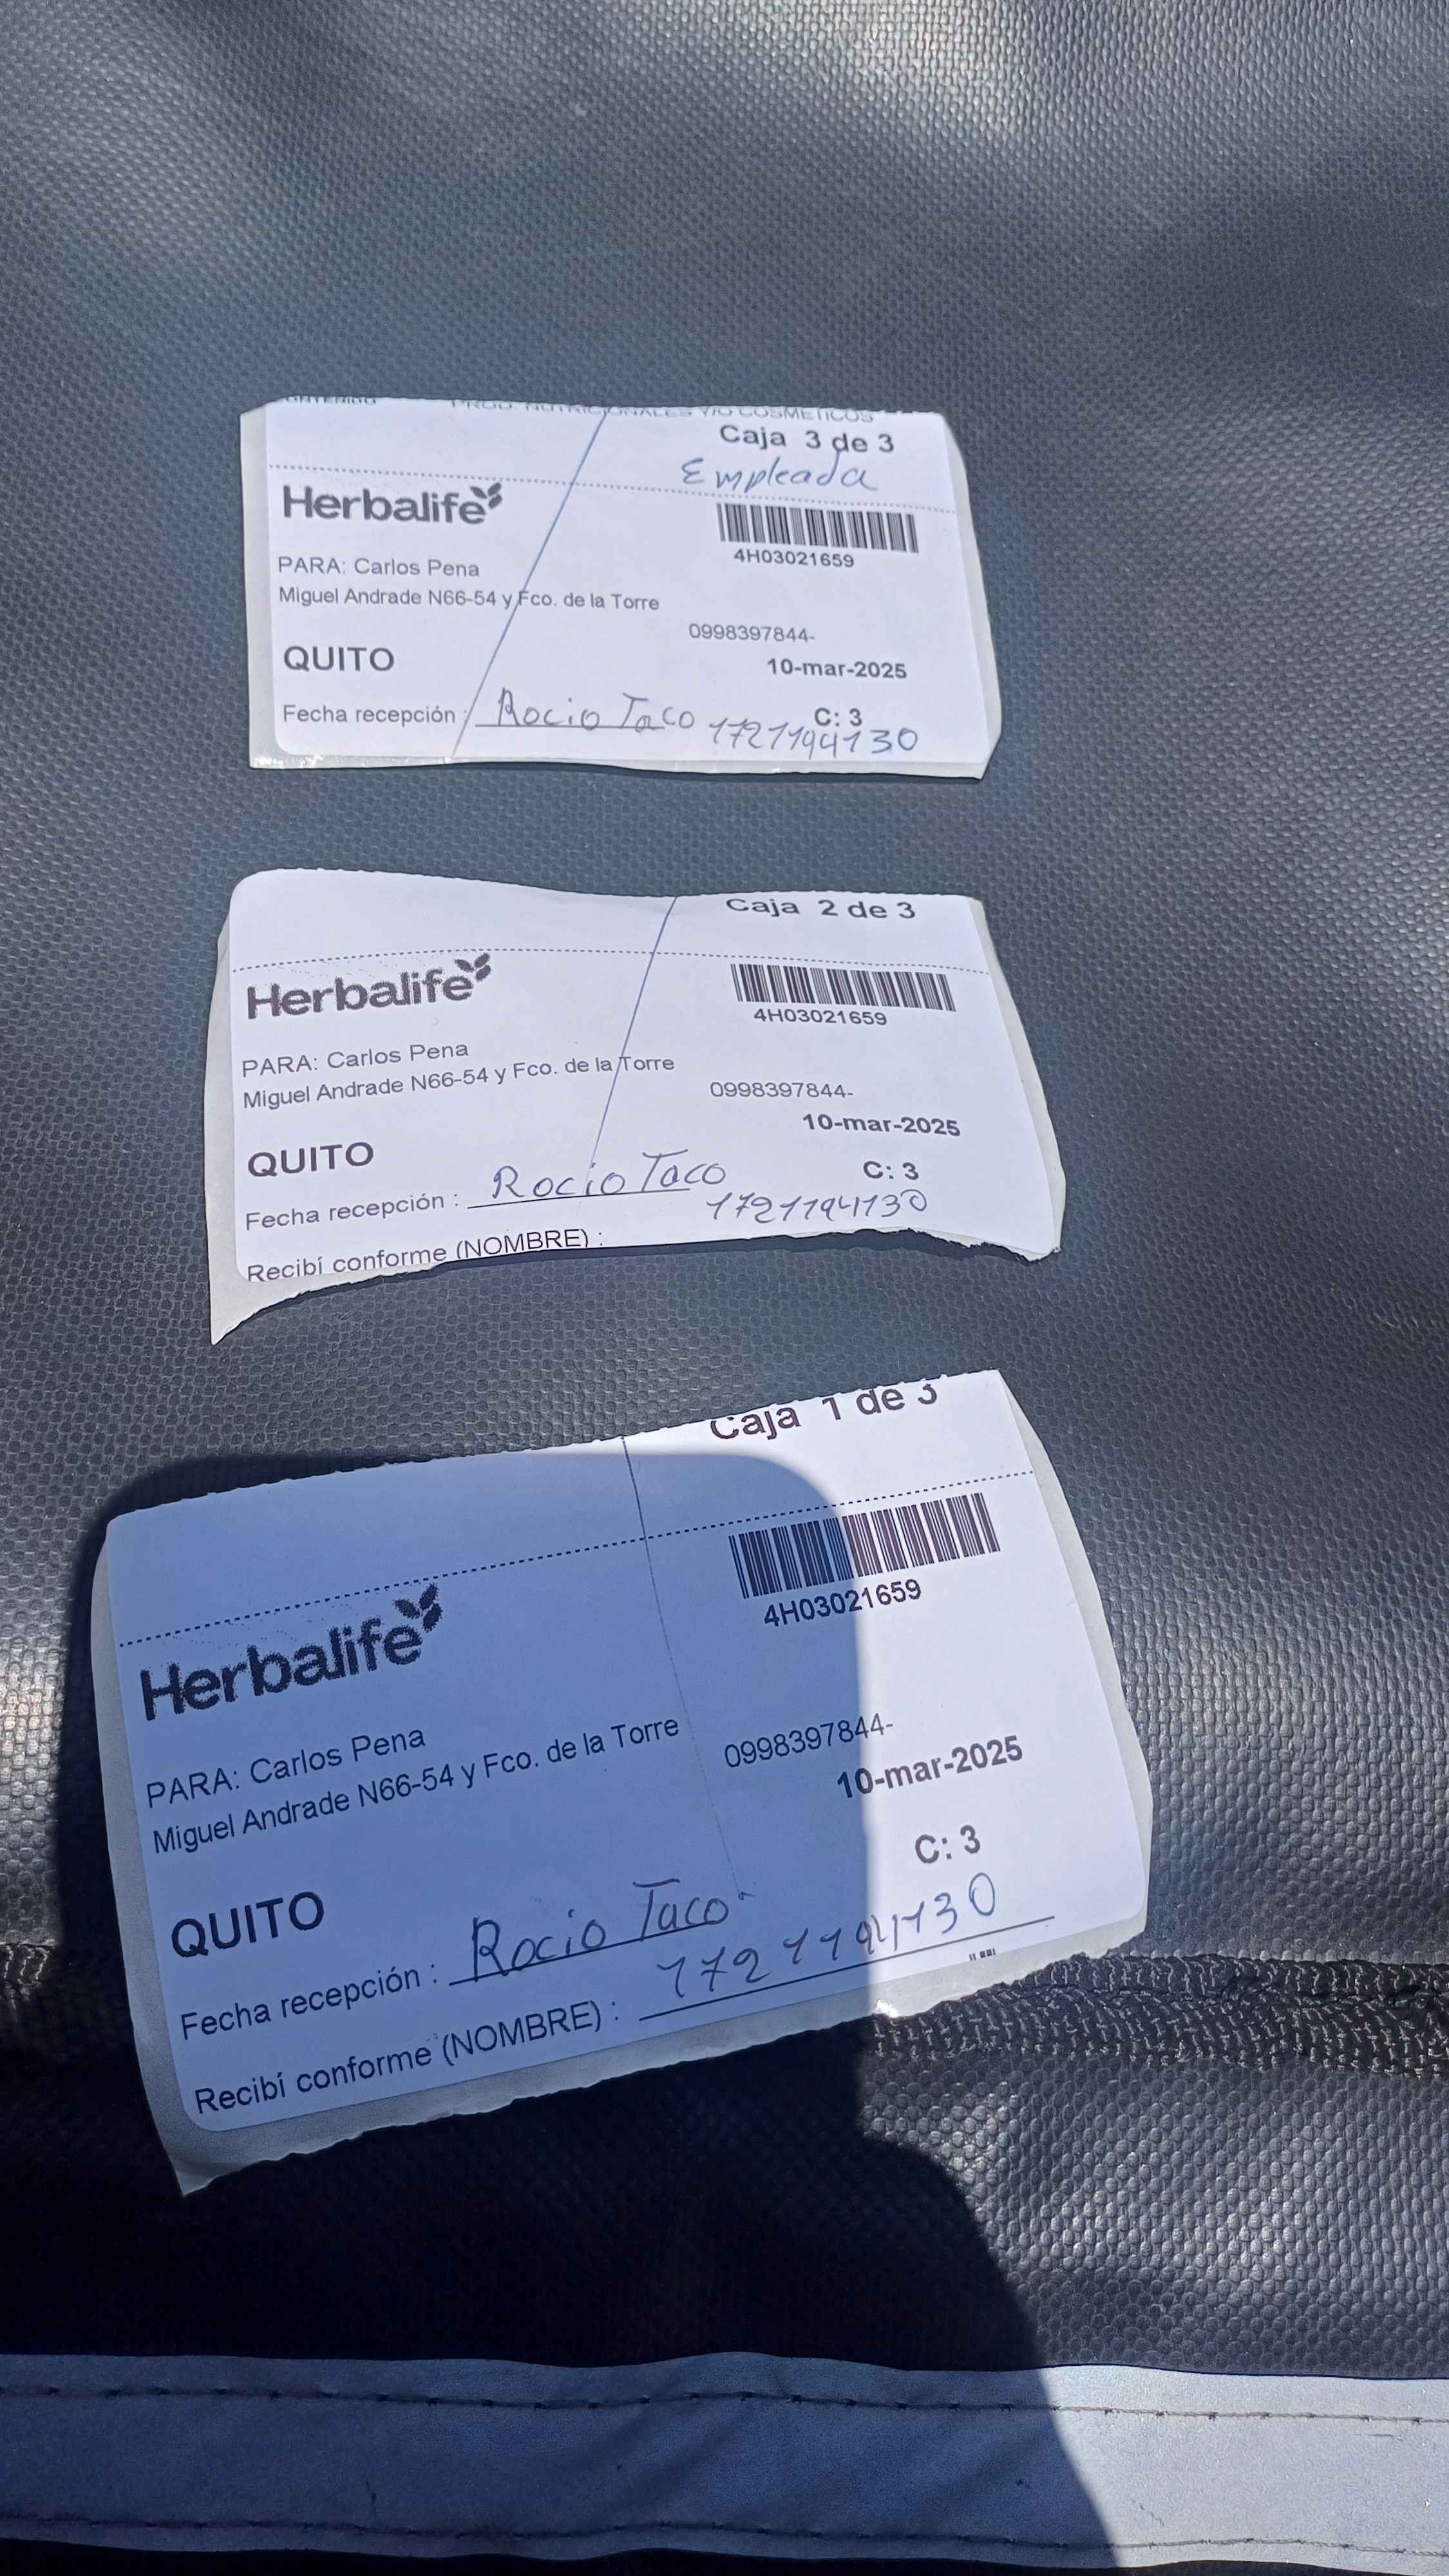 PROD. NUTRICIONALES Y/O COSMETICOS
Caja 3 de 3
Empleada
Herbalife
4H03021659
PARA: Carlos Pena
Miguel Andrade N66-54 y Fco. de la Torre
0998397844-
QUITO
10-mar-2025
C: 3
Fecha recepción : Rocio Taco 1721194130
Caja 2 de 3
Herbalife
4H03021659
PARA: Carlos Pena
Miguel Andrade N66-54 y Fco. de la Torre
0998397844-
10-mar-2025
QUITO
C: 3
Fecha recepción : Rocio Taco 1721194130
Recibí conforme (NOMBRE) :
Caja 1 de 3
Herbalife
4H03021659
PARA: Carlos Pena
Miguel Andrade N66-54 y Fco. de la Torre
0998397844-
10-mar-2025
C: 3
QUITO
Fecha recepción : Rocio Taco
Recibí conforme (NOMBRE) : 1721194130